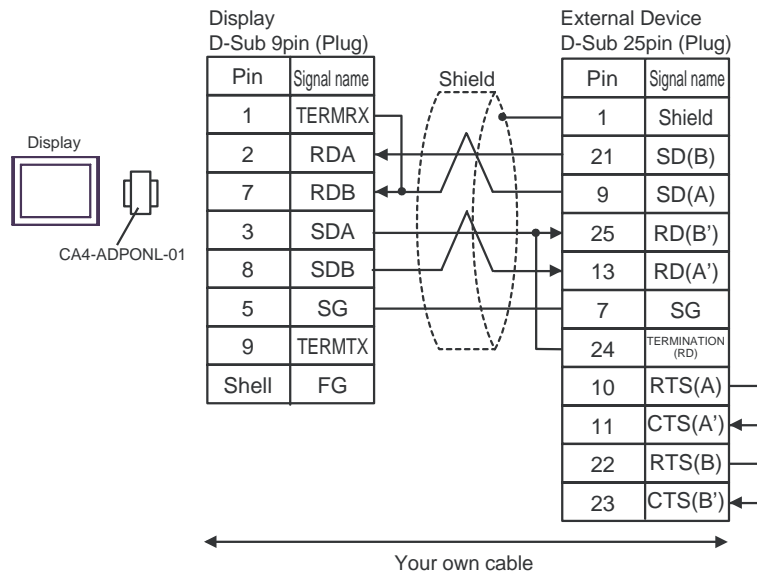 Display
D-Sub 9pin (Plug)
External Device
D-Sub 25pin (Plug)
Display
CA4-ADPONL-01
Shield
Pin Signal name
1 TERMRX
2 RDA
7 RDB
3 SDA
8 SDB
5 SG
9 TERMTX
Shell FG
Pin Signal name
1 Shield
21 SD(B)
9 SD(A)
25 RD(B')
13 RD(A')
7 SG
24 TERMINATION
(RD)
10 RTS(A)
11 CTS(A')
22 RTS(B)
23 CTS(B')
Your own cable